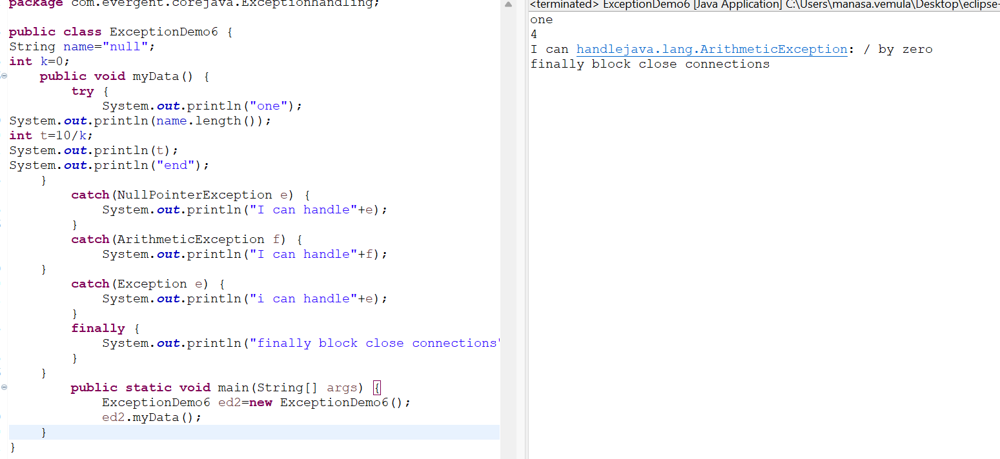 package com.evergent.corejava.Exceptionhandling;
public class ExceptionDemo6 {
String name="null";
int k=0;
public void myData() {
try {
System.out.println("one");
System.out.println(name.length());
int t=10/k;
System.out.println(t);
System.out.println("end");
}
catch(NullPointerException e) {
System.out.println("I can handle"+e);
}
catch(ArithmeticException f) {
System.out.println("I can handle"+f);
}
catch(Exception e) {
System.out.println("i can handle"+e);
}
finally {
System.out.println("finally block close connections"
}
}
public static void main(String[] args) {
ExceptionDemo6 ed2=new ExceptionDemo6();
ed2.myData();
}
}
<terminated> ExceptionDemo6 [Java Application] C:\Users\manasa.vemula\Desktop\eclipse-
one
4
I can handlejava.lang.ArithmeticException: / by zero
finally block close connections